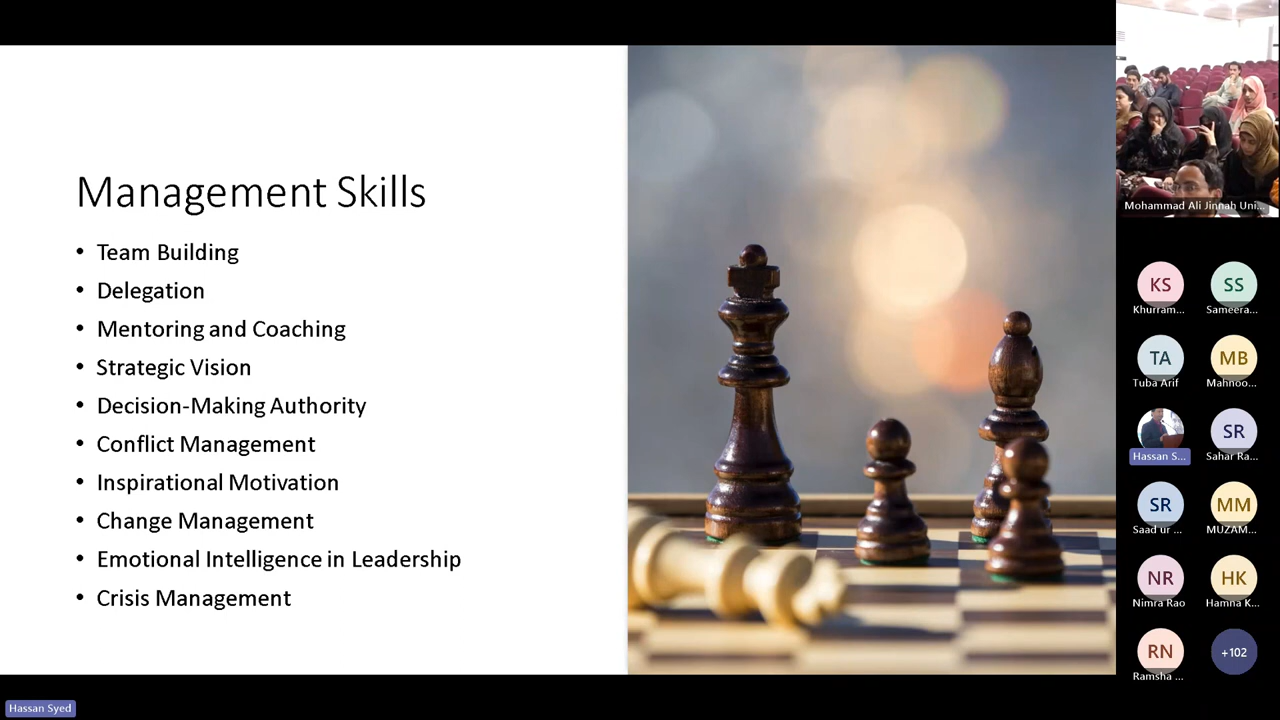 Management Skills
• Team Building
• Delegation
• Mentoring and Coaching
• Strategic Vision
• Decision-Making Authority
• Conflict Management
• Inspirational Motivation
• Change Management
• Emotional Intelligence in Leadership
• Crisis Management
Mohammad Ali Jinnah Uni...
KS
Khurram...
SS
Sameera...
TA
Tuba Arif
MB
Mahnoo...
Hassan S...
SR
Sahar Ra...
SR
Saad ur ...
MM
MUZAM...
NR
Nimra Rao
HK
Hamna K...
RN
Ramsha ...
+102
Hassan Syed